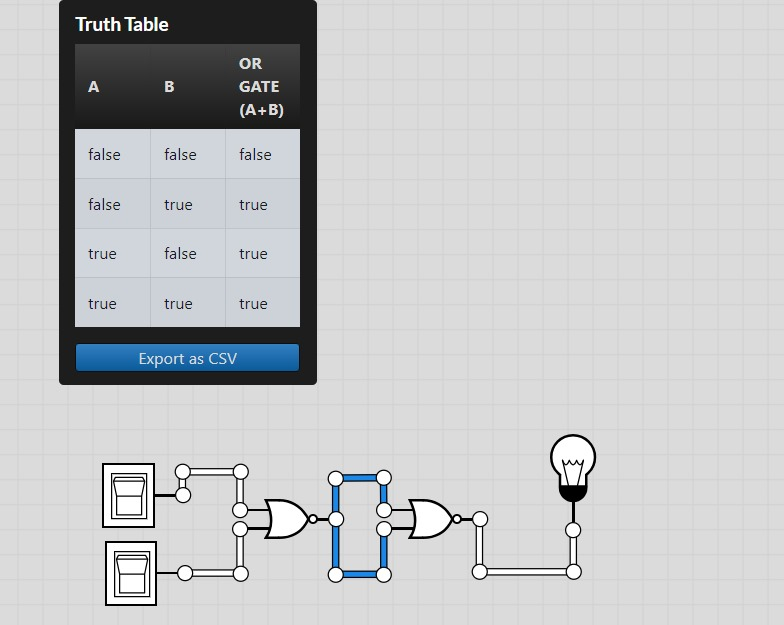 Truth Table
A B OR GATE (A+B)
false false false
false true true
true false true
true true true
Export as CSV